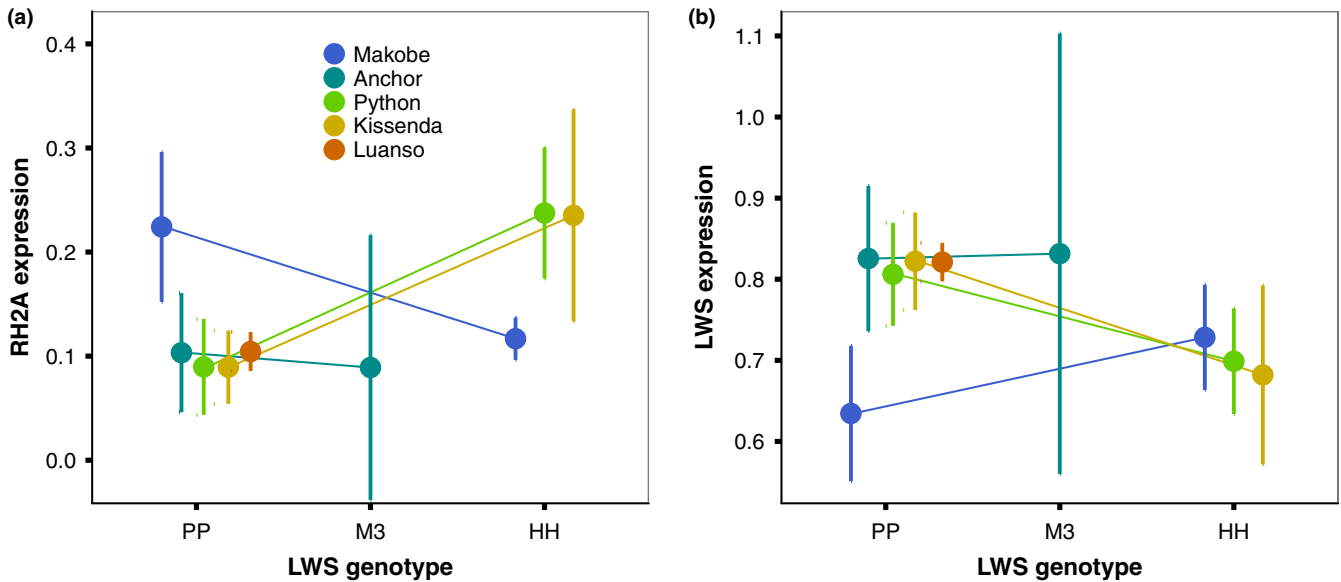 (a)
RH2A expression
0.4
0.3
0.2
0.1
0.0
Makobe
Anchor
Python
Kissenda
Luanso
PP
M3
HH
LWS genotype
(b)
LWS expression
1.1
1.0
0.9
0.8
0.7
0.6
PP
M3
HH
LWS genotype